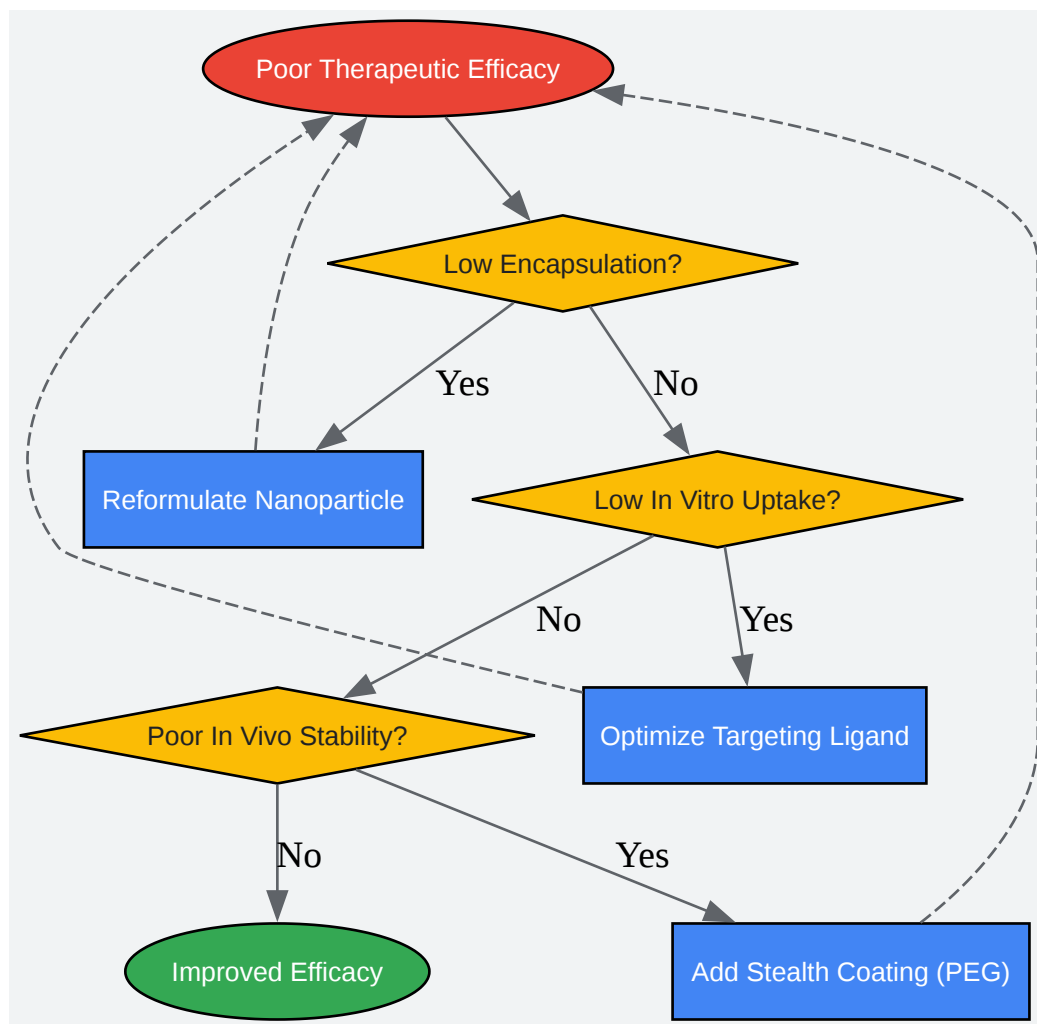 Poor Therapeutic Efficacy
Low Encapsulation?
Yes
No
Reformulate Nanoparticle
Low In Vitro Uptake?
No
Yes
Poor In Vivo Stability?
Optimize Targeting Ligand
No
Yes
Improved Efficacy
Add Stealth Coating (PEG)